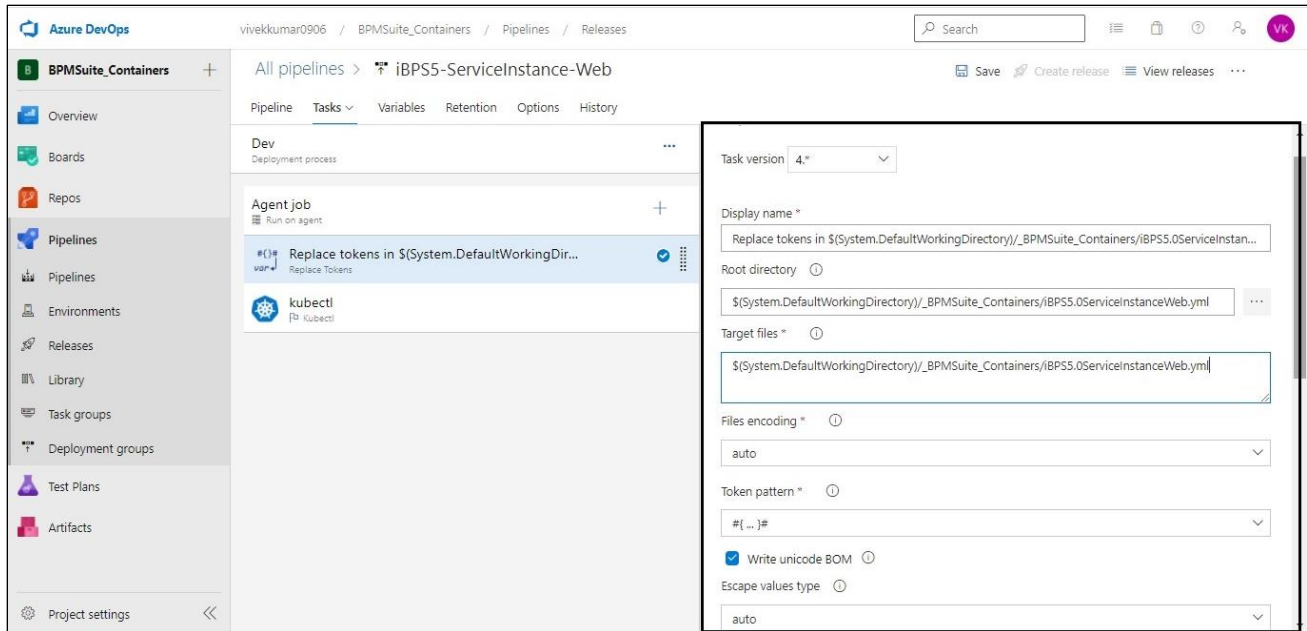 Azure DevOps
vivekkumar0906 / BPMSuite_Containers / Pipelines / Releases
Search
VK
B BPMSuite_Containers +
All pipelines > iBPS5-ServiceInstance-Web
Save Create release View releases ...
Pipeline Tasks Variables Retention Options History
Overview
Boards
Repos
Pipelines
Pipelines
Environments
Releases
Library
Task groups
Deployment groups
Test Plans
Artifacts
Project settings
Dev
Deployment process
...
Agent job
Run on agent
+
#{}#
var
Replace tokens in $(System.DefaultWorkingDir...
Replace Tokens
kubectl
Kubectl
Task version 4.*
Display name *
Replace tokens in $(System.DefaultWorkingDirectory)/_BPMSuite_Containers/iBPS5.0ServiceInstan...
Root directory
$(System.DefaultWorkingDirectory)/_BPMSuite_Containers/iBPS5.0ServiceInstanceWeb.yml
...
Target files *
$(System.DefaultWorkingDirectory)/_BPMSuite_Containers/iBPS5.0ServiceInstanceWeb.yml
Files encoding *
auto
Token pattern *
#{ ... }#
Write unicode BOM
Escape values type
auto